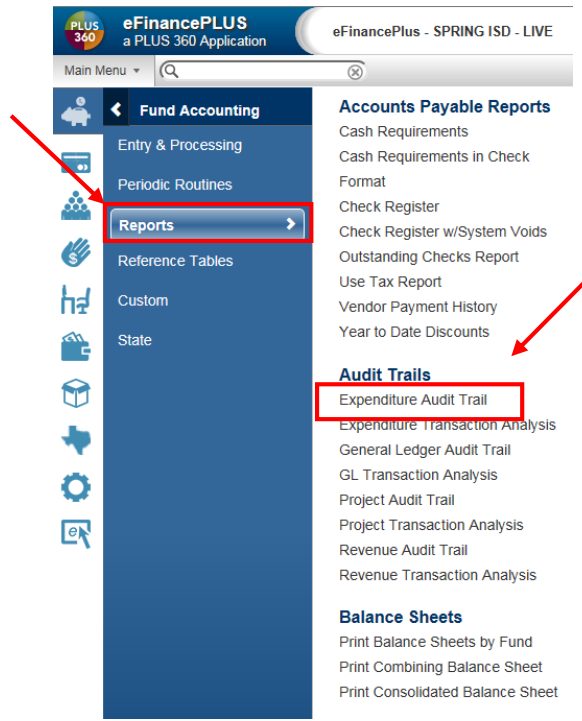 PLUS
360
eFinancePLUS
a PLUS 360 Application
eFinancePlus - SPRING ISD - LIVE
Main Menu
Fund Accounting
Entry & Processing
Periodic Routines
Reports
Reference Tables
Custom
State
Accounts Payable Reports
Cash Requirements
Cash Requirements in Check
Format
Check Register
Check Register w/System Voids
Outstanding Checks Report
Use Tax Report
Vendor Payment History
Year to Date Discounts
Audit Trails
Expenditure Audit Trail
Expenditure Transaction Analysis
General Ledger Audit Trail
GL Transaction Analysis
Project Audit Trail
Project Transaction Analysis
Revenue Audit Trail
Revenue Transaction Analysis
Balance Sheets
Print Balance Sheets by Fund
Print Combining Balance Sheet
Print Consolidated Balance Sheet